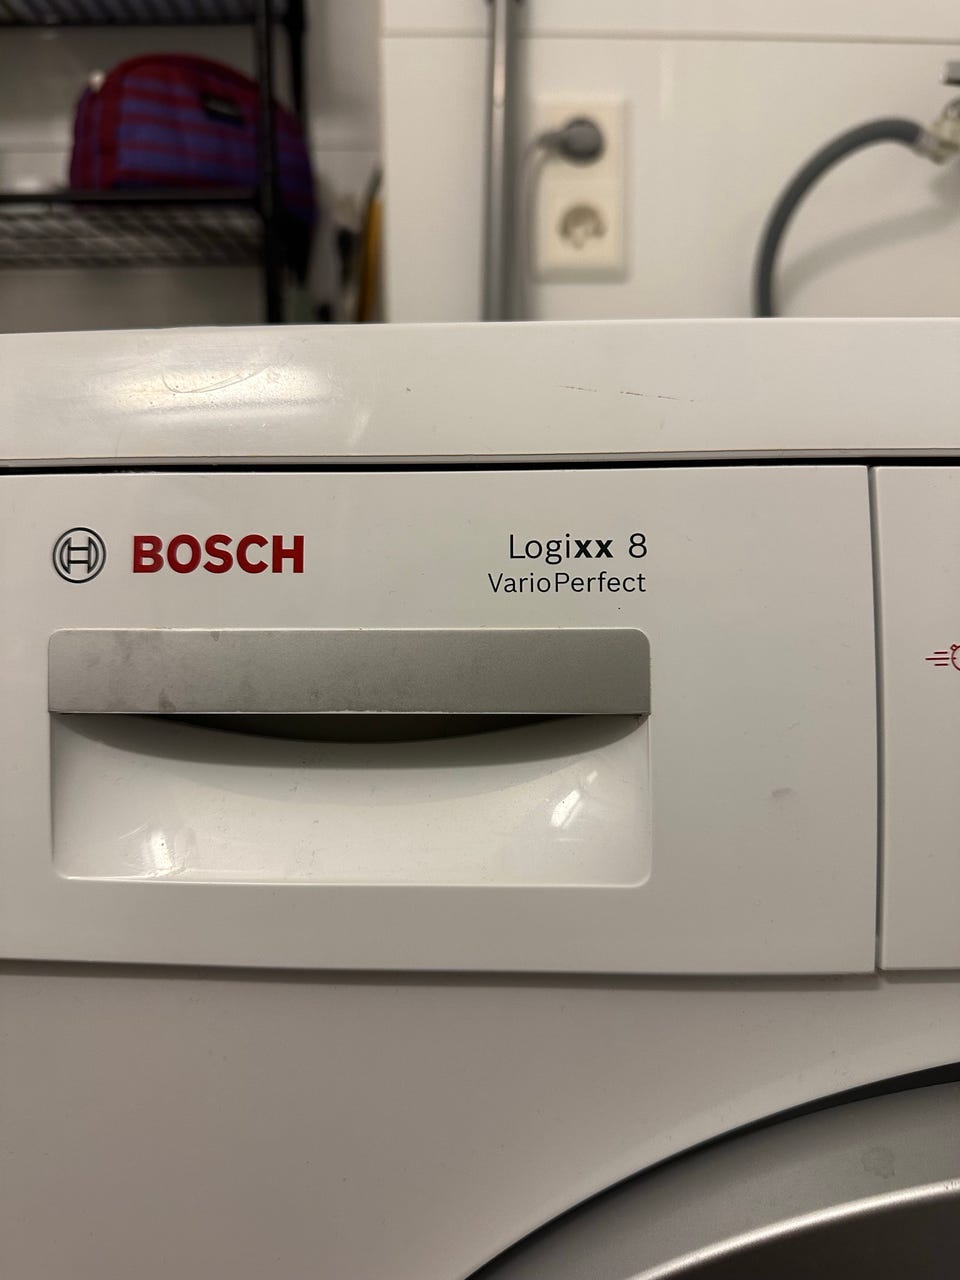 BOSCH
Logixx 8
VarioPerfect